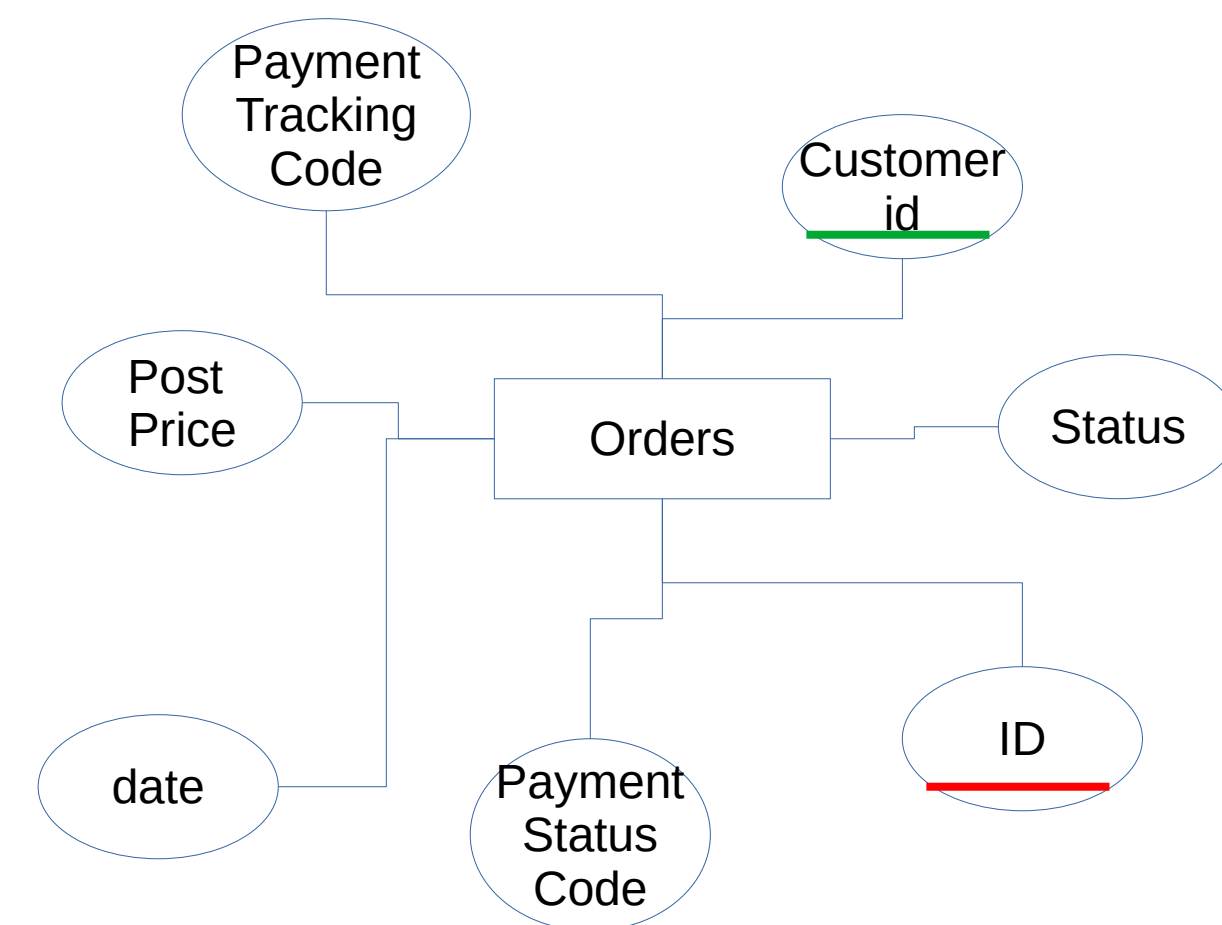 Payment
Tracking
Code
Customer
id
Post
Price
Orders
Status
ID
date
Payment
Status
Code